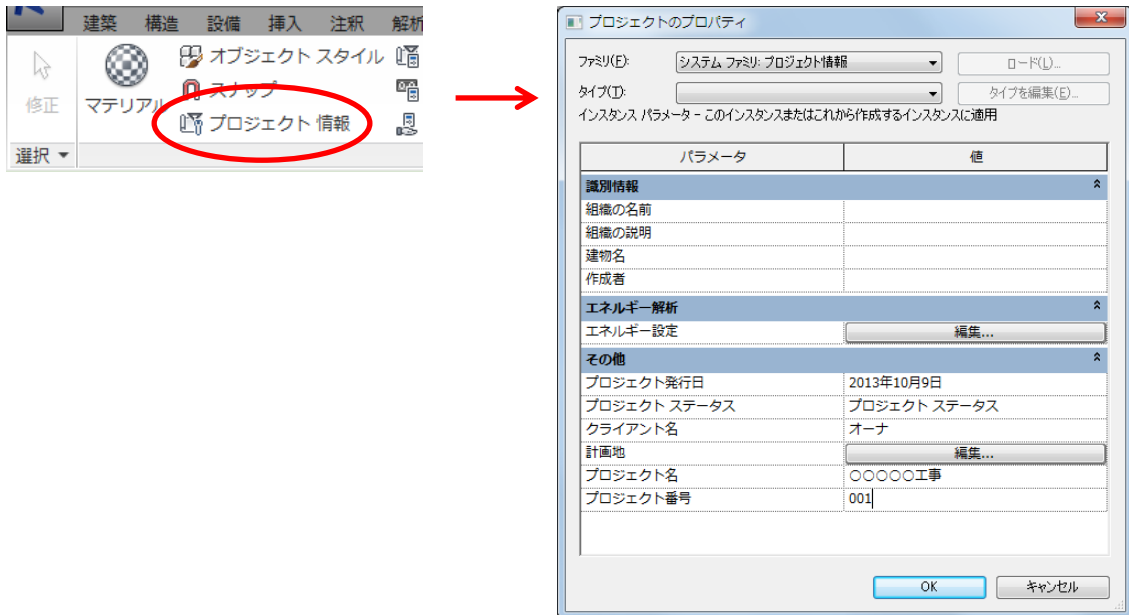 建築 構造 設備 挿入 注釈 解析
オブジェクト スタイル
スナップ
プロジェクト 情報
修正
マテリアル
選択
プロジェクトのプロパティ
ファミリ(F): システム ファミリ: プロジェクト情報 ロード(L)...
タイプ(T): タイプを編集(E)...
インスタンス パラメータ - このインスタンスまたはこれから作成するインスタンスに適用
パラメータ 値
識別情報
組織の名前
組織の説明
建物名
作成者
エネルギー解析
エネルギー設定 編集...
その他
プロジェクト発行日 2013年10月9日
プロジェクト ステータス プロジェクト ステータス
クライアント名 オーナ
計画地 編集...
プロジェクト名 ○○○○○工事
プロジェクト番号 001
OK キャンセル